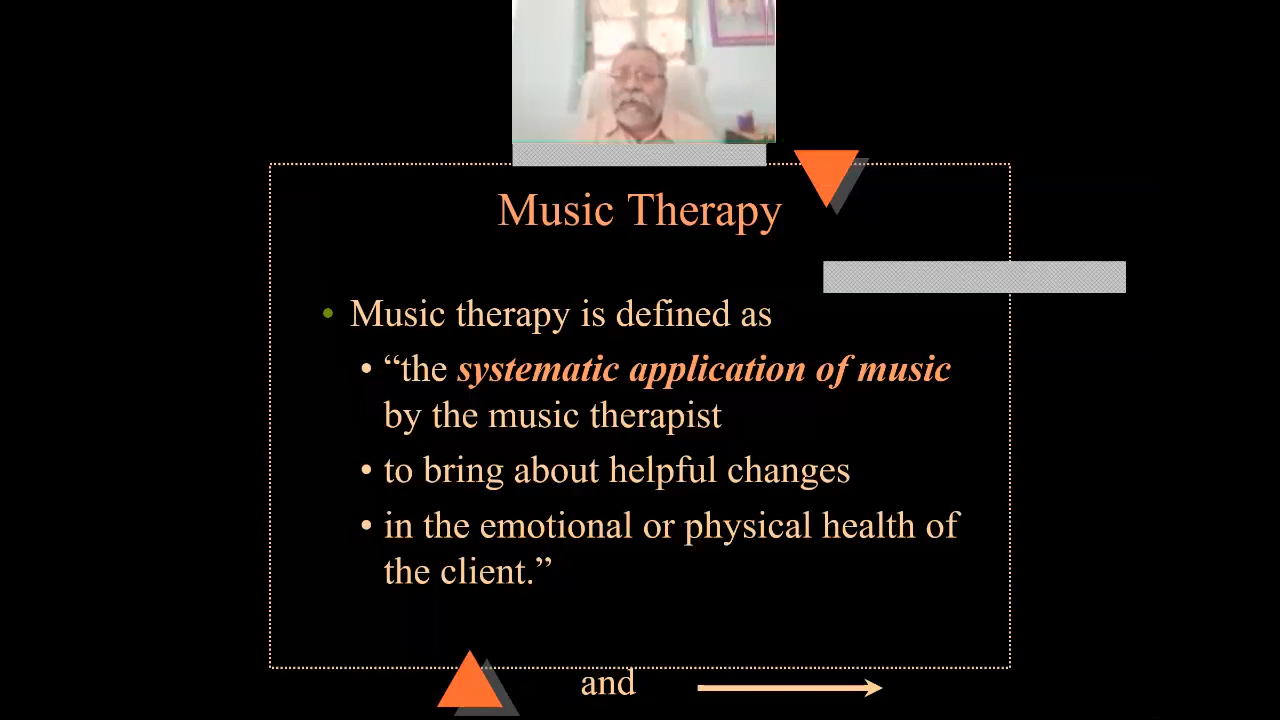 Music Therapy
• Music therapy is defined as
• “the systematic application of music
by the music therapist
• to bring about helpful changes
• in the emotional or physical health of
the client.”
and